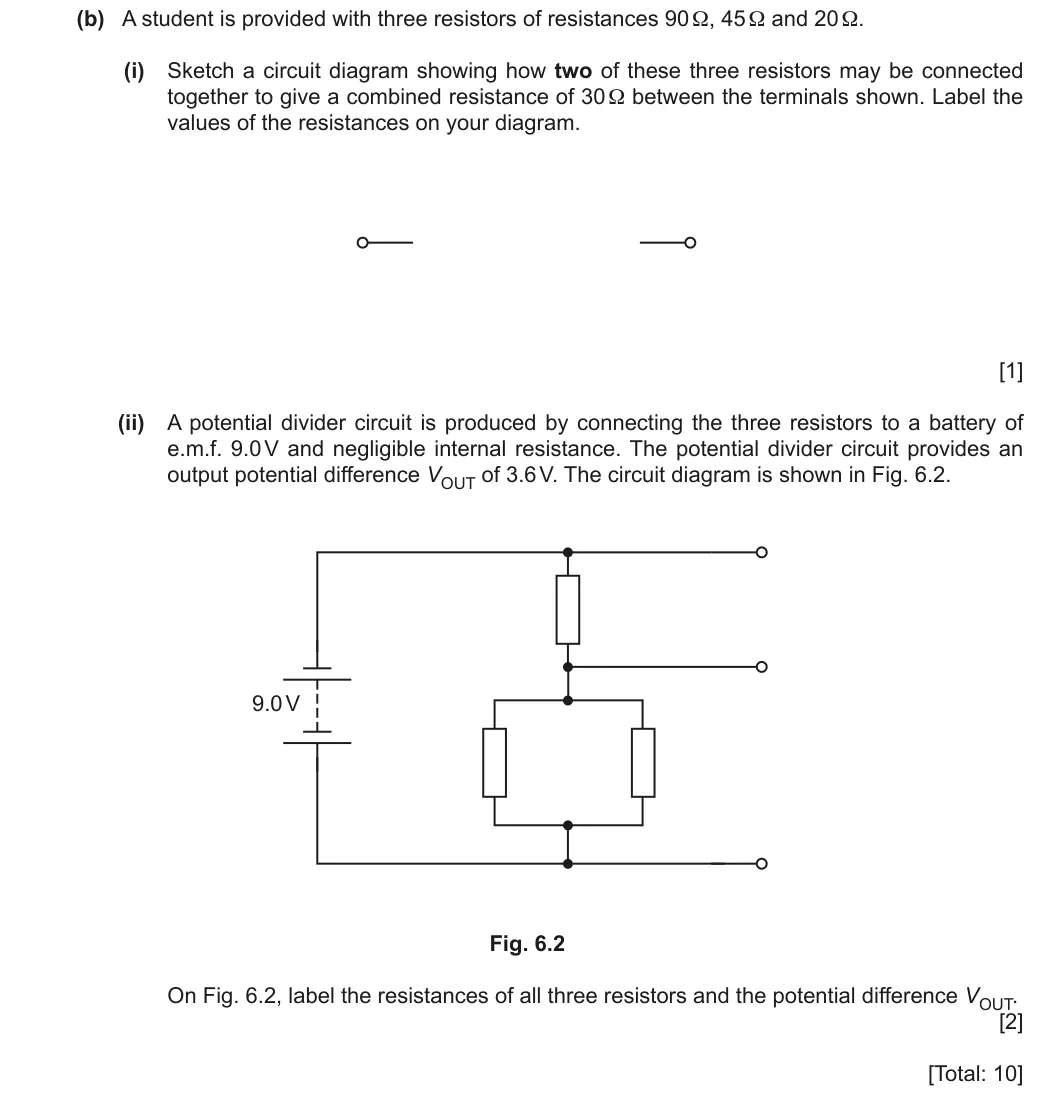 (b) A student is provided with three resistors of resistances 90 Ω, 45 Ω and 20 Ω.
(i) Sketch a circuit diagram showing how two of these three resistors may be connected
together to give a combined resistance of 30 Ω between the terminals shown. Label the
values of the resistances on your diagram.
[1]
(ii) A potential divider circuit is produced by connecting the three resistors to a battery of
e.m.f. 9.0 V and negligible internal resistance. The potential divider circuit provides an
output potential difference V_OUT of 3.6 V. The circuit diagram is shown in Fig. 6.2.
9.0 V
Fig. 6.2
On Fig. 6.2, label the resistances of all three resistors and the potential difference V_OUT.
[2]
[Total: 10]